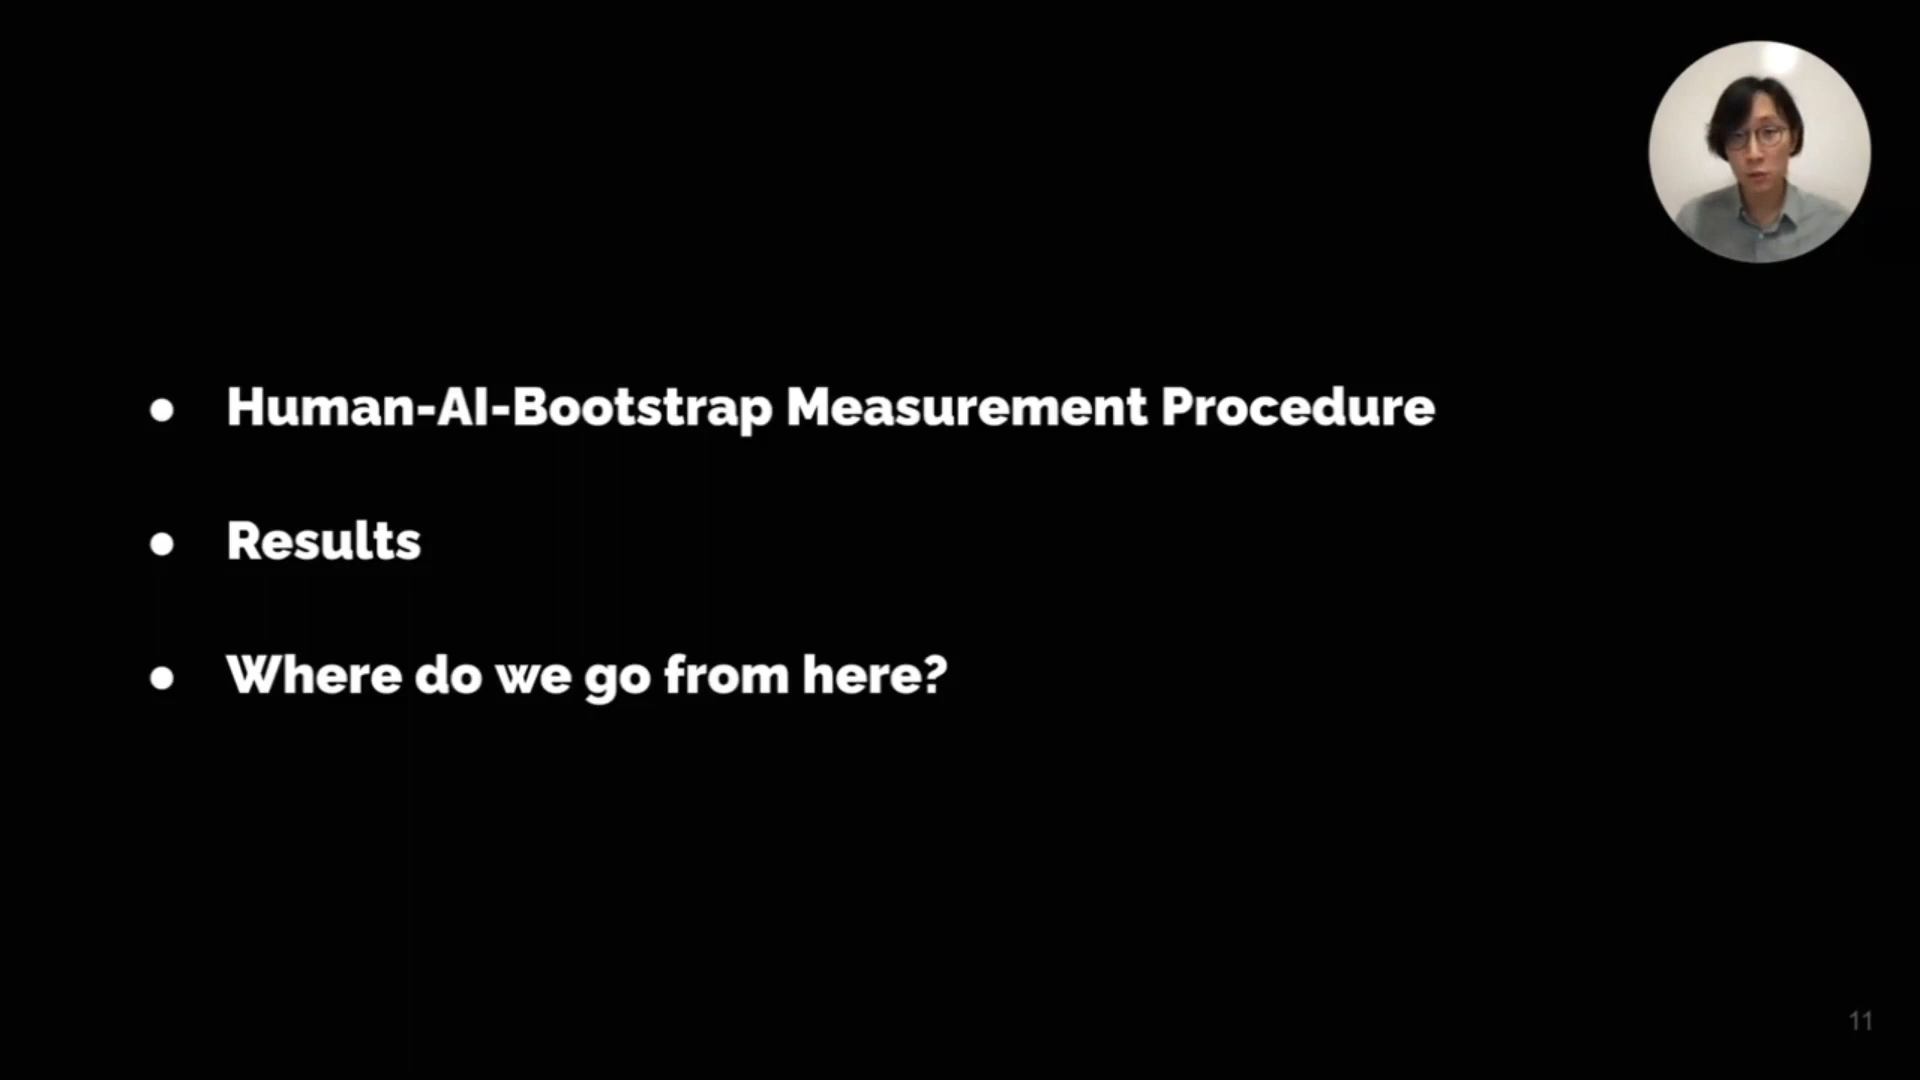 ● Human-AI-Bootstrap Measurement Procedure
● Results
● Where do we go from here?
11